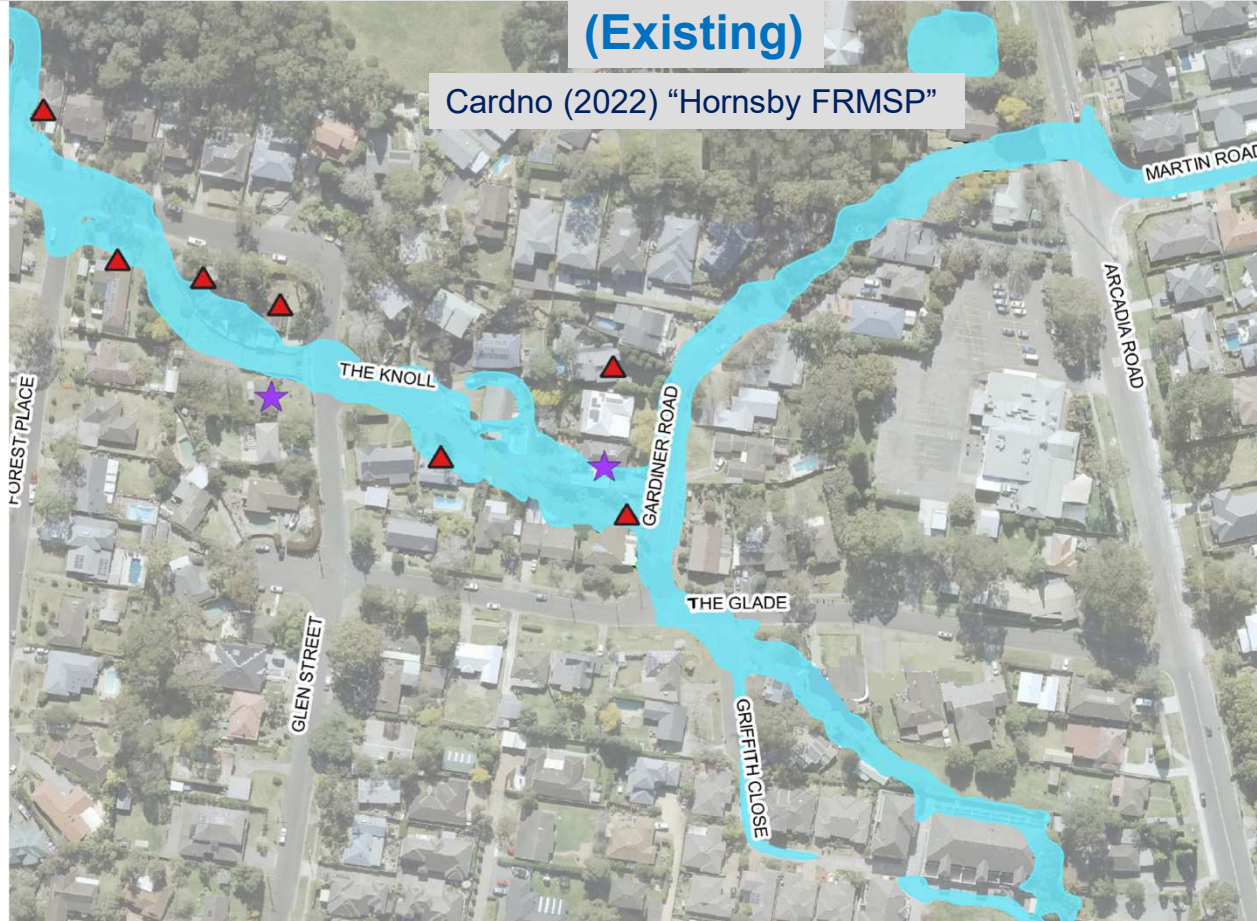 (Existing)
Cardno (2022) “Hornsby FRMSP”
MARTIN ROAD
ARCADIA ROAD
THE KNOLL
FOREST PLACE
GARDINER ROAD
THE GLADE
GLEN STREET
GRIFFITH CLOSE